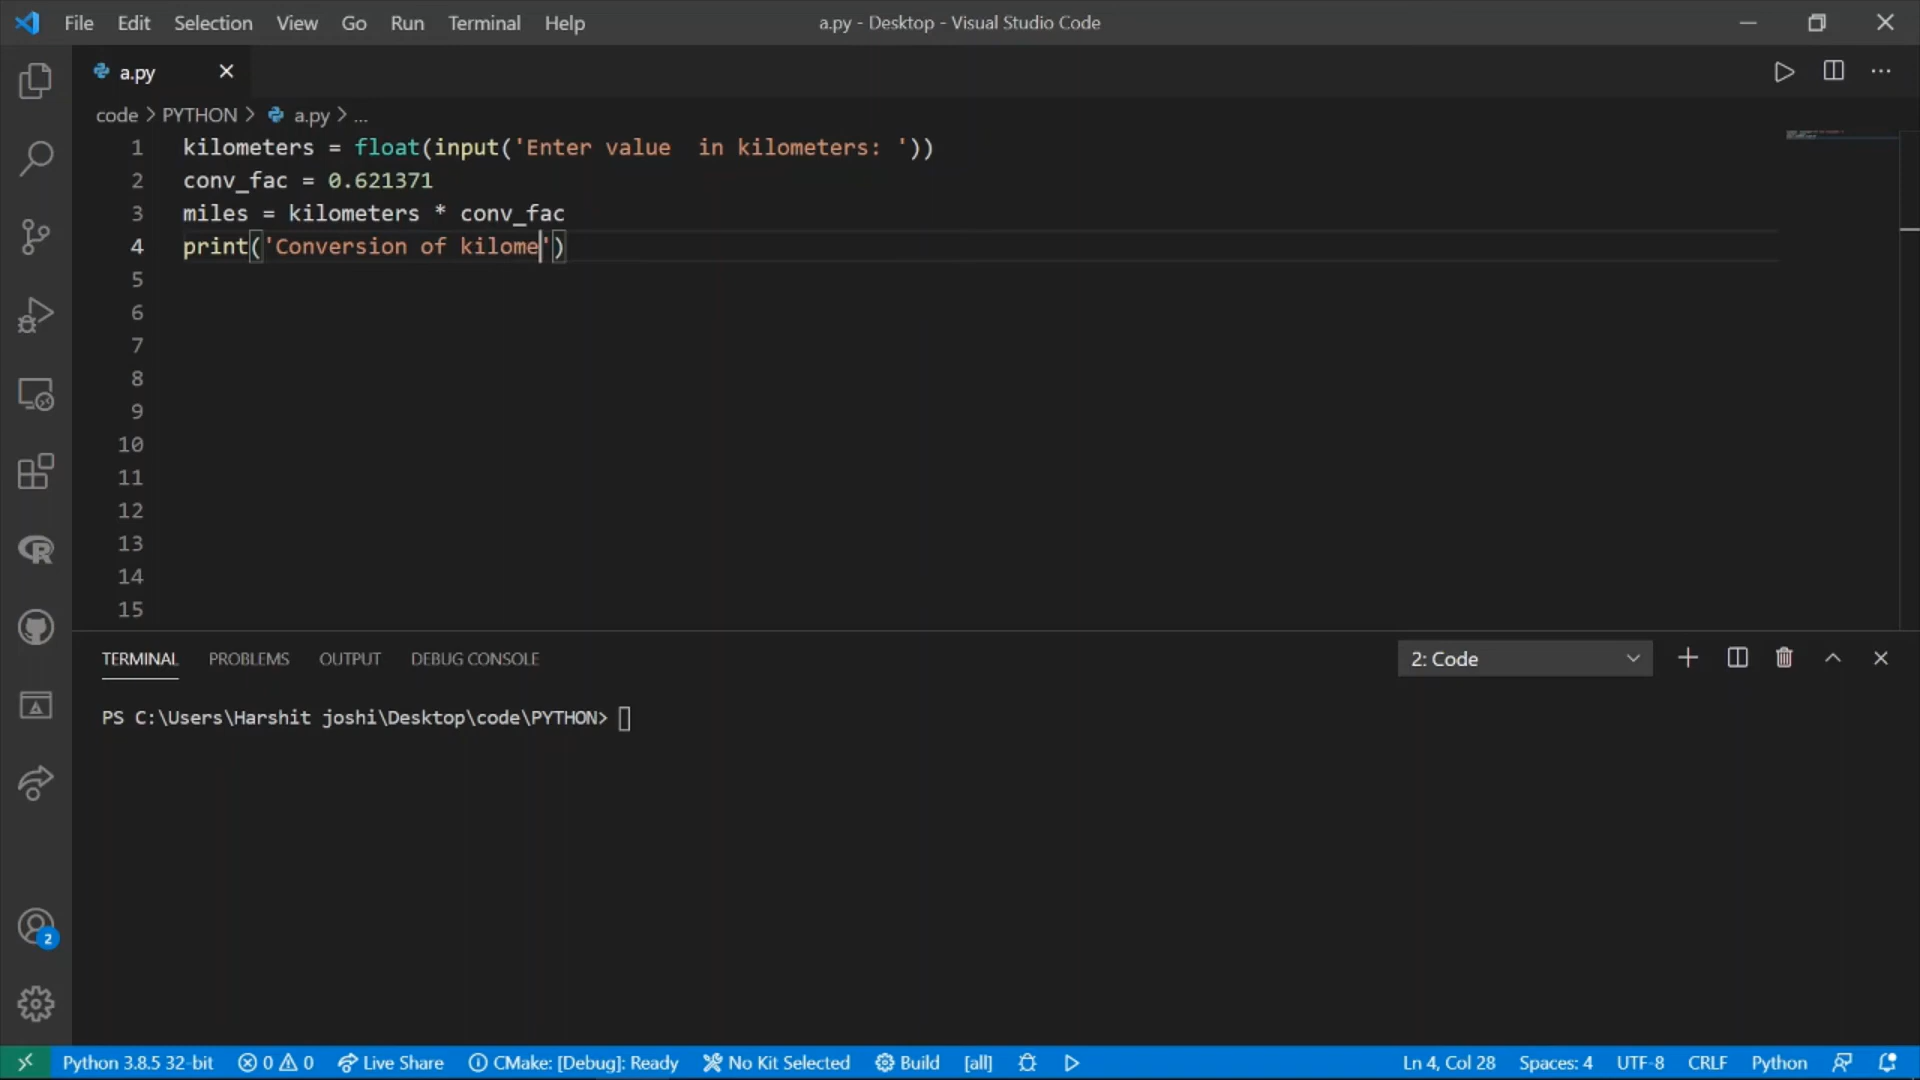 File Edit Selection View Go Run Terminal Help a.py - Desktop - Visual Studio Code
a.py
code > PYTHON > a.py > ...
1 kilometers = float(input('Enter value  in kilometers: '))
2 conv_fac = 0.621371
3 miles = kilometers * conv_fac
4 print('Conversion of kilome')
5
6
7
8
9
10
11
12
13
14
15
TERMINAL PROBLEMS OUTPUT DEBUG CONSOLE 2: Code
PS C:\Users\Harshit joshi\Desktop\code\PYTHON>
2
Python 3.8.5 32-bit 0 0 Live Share CMake: [Debug]: Ready No Kit Selected Build [all] Ln 4, Col 28 Spaces: 4 UTF-8 CRLF Python